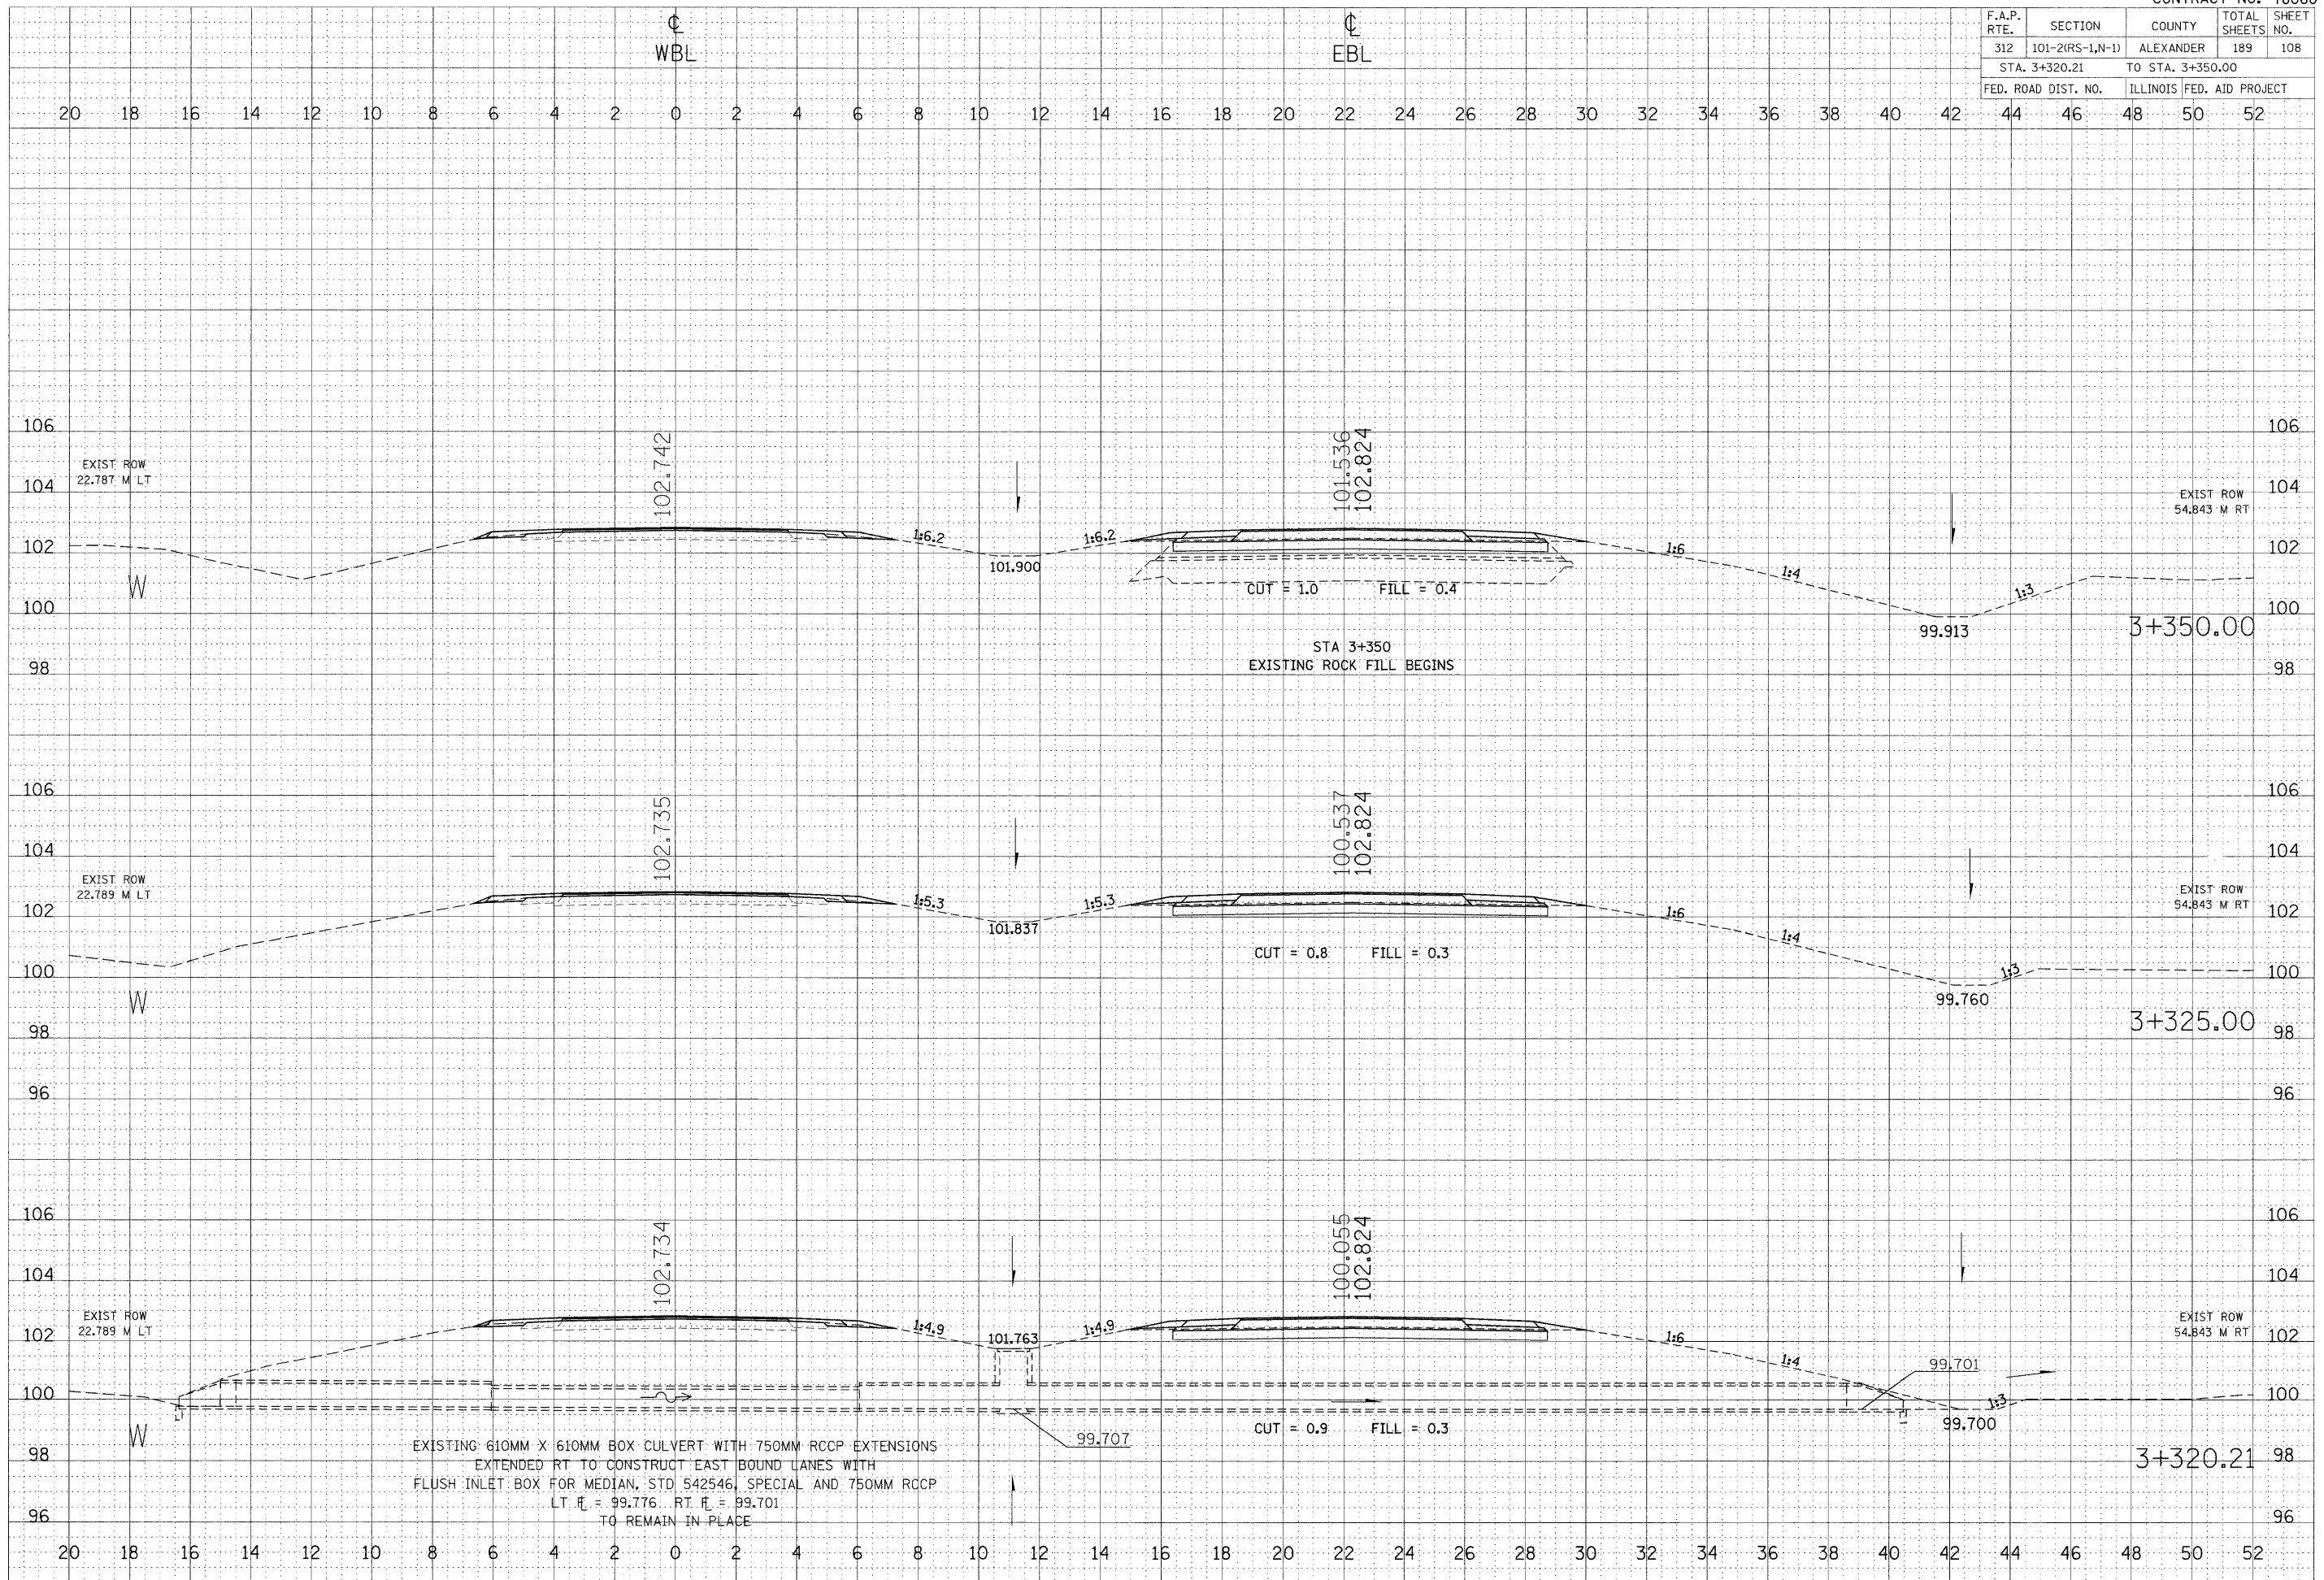 F.A.P. RTE. SECTION COUNTY TOTAL SHEETS SHEET NO.
312 101-2(RS-1,N-1) ALEXANDER 189 108
STA. 3+320.21 TO STA. 3+350.00
FED. ROAD DIST. NO. ILLINOIS FED. AID PROJECT
℄ WBL
℄ EBL
20 18 16 14 12 10 8 6 4 2 0 2 4 6 8 10 12 14 16 18 20 22 24 26 28 30 32 34 36 38 40 42 44 46 48 50 52
106 106
102.742
101.536
102.824
EXIST ROW
22.787 M LT
104 104
EXIST ROW
54.843 M RT
102 102
1:6.2 1:6.2 1:6
101.900
W
CUT = 1.0 FILL = 0.4
1:4 1:3
100 100
99.913
3+350.00
STA 3+350
EXISTING ROCK FILL BEGINS
98 98
106 106
102.735
100.537
102.824
104 104
EXIST ROW
22.789 M LT
EXIST ROW
54.843 M RT
102 102
1:5.3 1:5.3 1:6
101.837
1:4
CUT = 0.8 FILL = 0.3
100 1:3 100
W
99.760
3+325.00
98 98
96 96
106 106
102.734
100.055
102.824
104 104
EXIST ROW
22.789 M LT
EXIST ROW
54.843 M RT
102 102
1:4.9 101.763 1:4.9 1:6
1:4 99.701
100 1:3 100
W
99.707
CUT = 0.9 FILL = 0.3
99.700
EXISTING 610MM X 610MM BOX CULVERT WITH 750MM RCCP EXTENSIONS
EXTENDED RT TO CONSTRUCT EAST BOUND LANES WITH
FLUSH INLET BOX FOR MEDIAN, STD 542546, SPECIAL AND 750MM RCCP
LT F̵L = 99.776 RT F̵L = 99.701
TO REMAIN IN PLACE
3+320.21
98 98
96 96
20 18 16 14 12 10 8 6 4 2 0 2 4 6 8 10 12 14 16 18 20 22 24 26 28 30 32 34 36 38 40 42 44 46 48 50 52